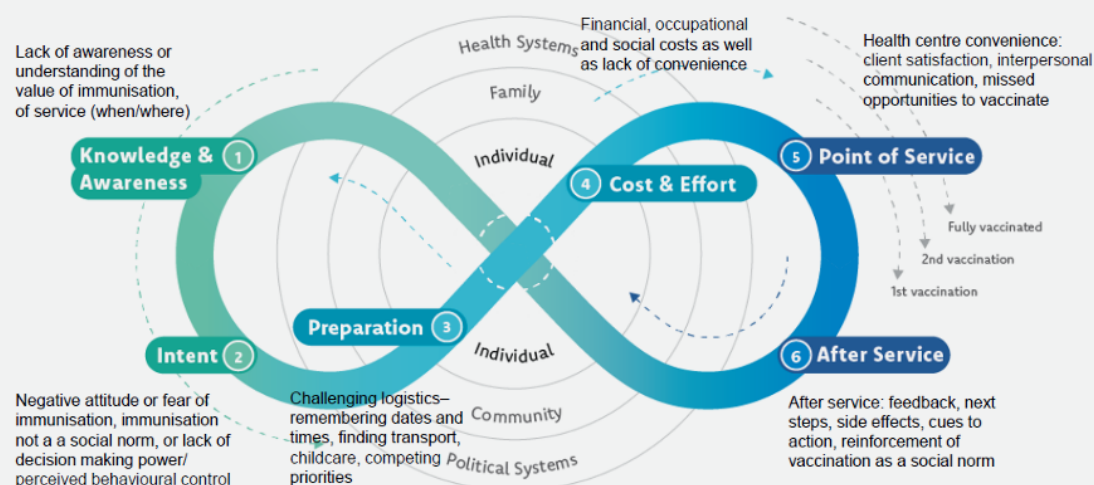 Lack of awareness or
understanding of the
value of immunisation,
of service (when/where)
Knowledge &
Awareness
1
Health Systems
Family
Individual
Financial, occupational
and social costs as well
as lack of convenience
4 Cost & Effort
Health centre convenience:
client satisfaction, interpersonal
communication, missed
opportunities to vaccinate
5 Point of Service
Fully vaccinated
2nd vaccination
1st vaccination
Intent 2
Negative attitude or fear of
immunisation, immunisation
not a a social norm, or lack of
decision making power/
perceived behavioural control
Preparation 3
Challenging logistics–
remembering dates and
times, finding transport,
childcare, competing
priorities
Individual
Community
Political Systems
6 After Service
After service: feedback, next
steps, side effects, cues to
action, reinforcement of
vaccination as a social norm